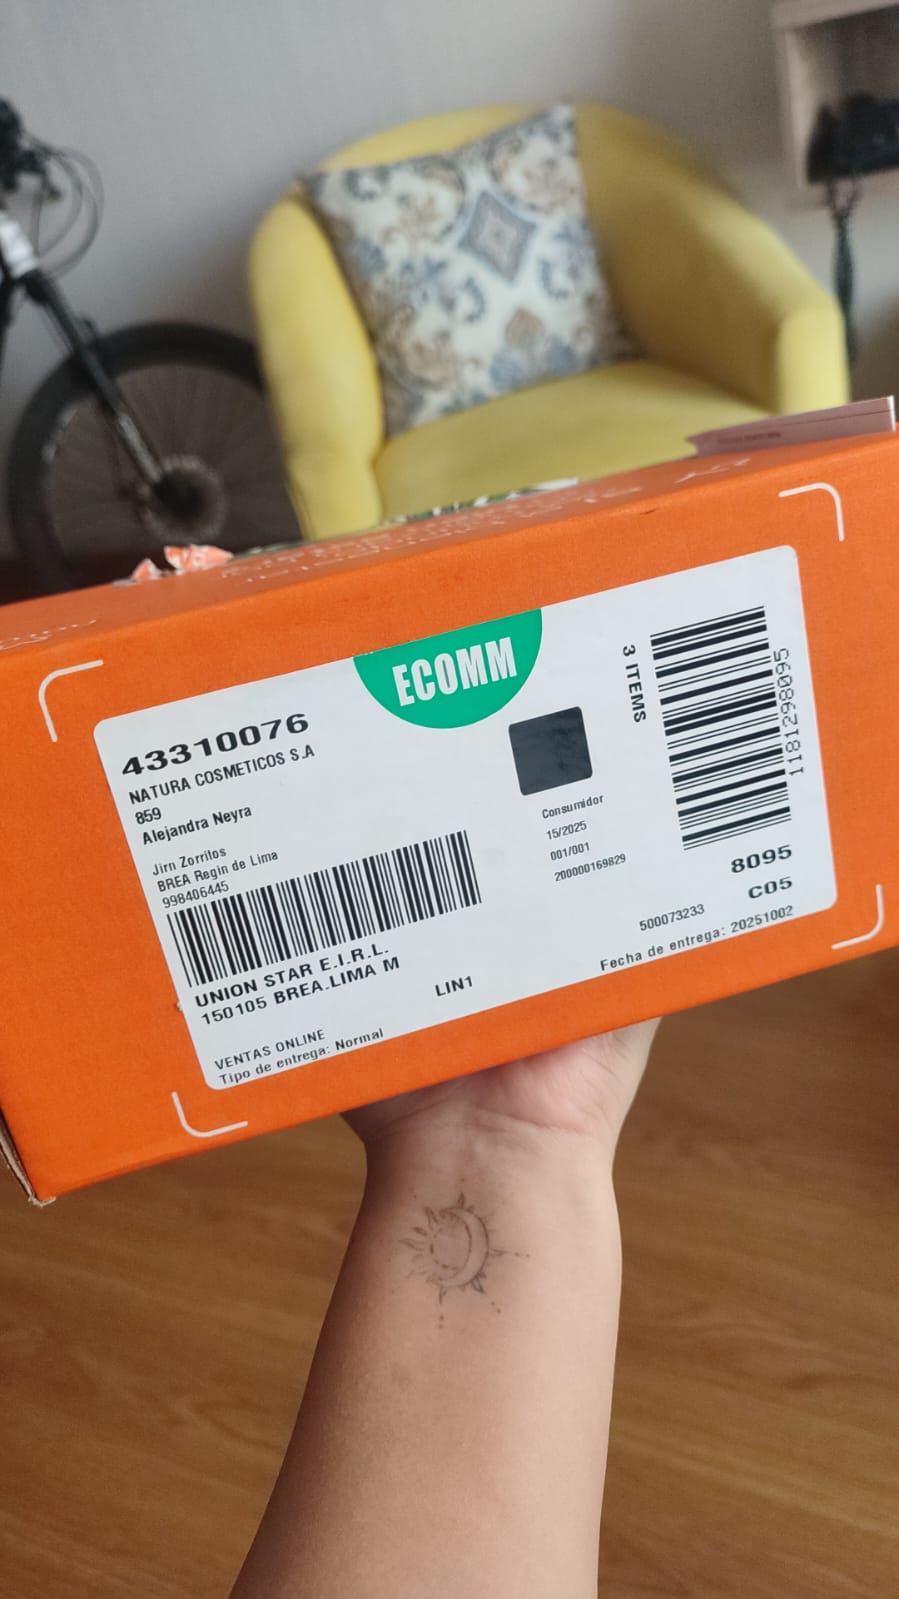 ECOMM
43310076
NATURA COSMETICOS S.A
859
Alejandra Neyra
Jirn Zorrilos
BREA Regin de Lima
998406445
UNION STAR E.I.R.L.
150105 BREA.LIMA M
LIN1
VENTAS ONLINE
Tipo de entrega: Normal
Consumidor
15/2025
001/001
200000169829
3 ITEMS
1181298095
8095
C05
500073233
Fecha de entrega: 20251002